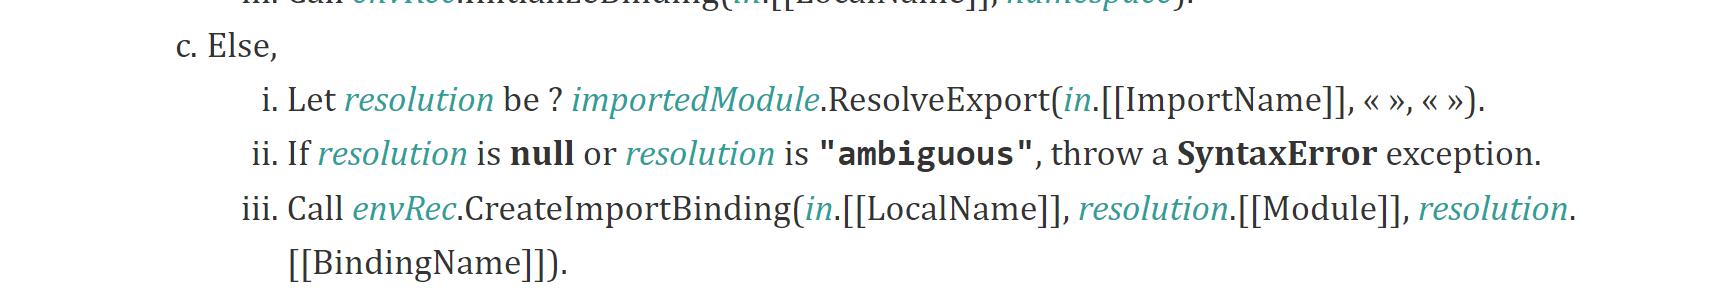 iii. Call envRec.InitializeBinding(in.[[LocalName]], namespace).
c. Else,
i. Let resolution be ? importedModule.ResolveExport(in.[[ImportName]], « », « »).
ii. If resolution is null or resolution is "ambiguous", throw a SyntaxError exception.
iii. Call envRec.CreateImportBinding(in.[[LocalName]], resolution.[[Module]], resolution.
[[BindingName]]).